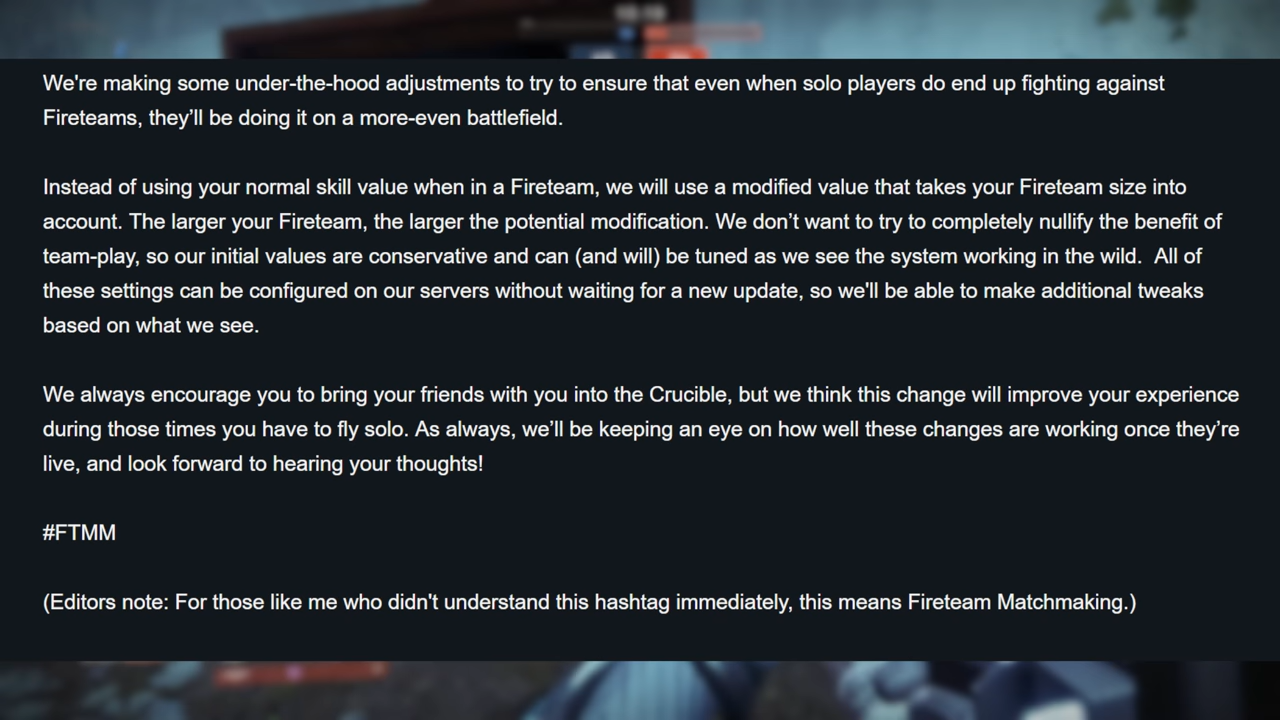 We're making some under-the-hood adjustments to try to ensure that even when solo players do end up fighting against
Fireteams, they’ll be doing it on a more-even battlefield.
Instead of using your normal skill value when in a Fireteam, we will use a modified value that takes your Fireteam size into
account. The larger your Fireteam, the larger the potential modification. We don’t want to try to completely nullify the benefit of
team-play, so our initial values are conservative and can (and will) be tuned as we see the system working in the wild.  All of
these settings can be configured on our servers without waiting for a new update, so we'll be able to make additional tweaks
based on what we see.
We always encourage you to bring your friends with you into the Crucible, but we think this change will improve your experience
during those times you have to fly solo. As always, we’ll be keeping an eye on how well these changes are working once they’re
live, and look forward to hearing your thoughts!
#FTMM
(Editors note: For those like me who didn't understand this hashtag immediately, this means Fireteam Matchmaking.)